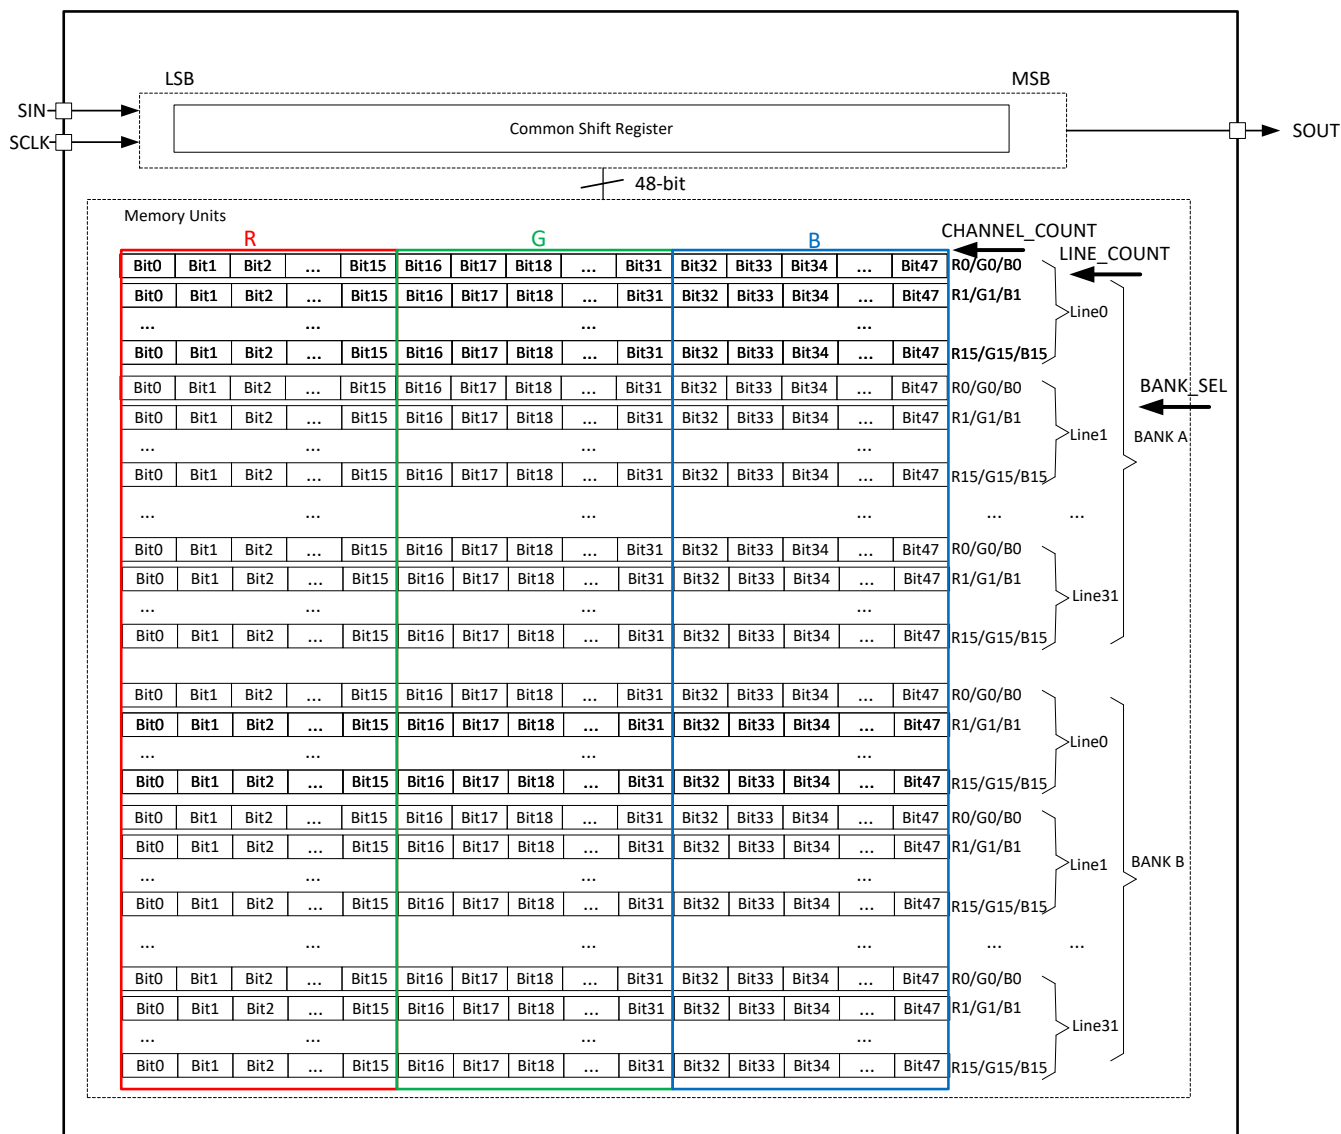 LSB MSB
SIN
Common Shift Register
SCLK SOUT
48-bit
Memory Units
R G B CHANNEL_COUNT
LINE_COUNT
Bit0 Bit1 Bit2 ... Bit15 Bit16 Bit17 Bit18 ... Bit31 Bit32 Bit33 Bit34 ... Bit47 R0/G0/B0
Bit0 Bit1 Bit2 ... Bit15 Bit16 Bit17 Bit18 ... Bit31 Bit32 Bit33 Bit34 ... Bit47 R1/G1/B1
Line0
... ... ... ...
Bit0 Bit1 Bit2 ... Bit15 Bit16 Bit17 Bit18 ... Bit31 Bit32 Bit33 Bit34 ... Bit47 R15/G15/B15
Bit0 Bit1 Bit2 ... Bit15 Bit16 Bit17 Bit18 ... Bit31 Bit32 Bit33 Bit34 ... Bit47 R0/G0/B0
BANK_SEL
Bit0 Bit1 Bit2 ... Bit15 Bit16 Bit17 Bit18 ... Bit31 Bit32 Bit33 Bit34 ... Bit47 R1/G1/B1
Line1 BANK A
... ... ... ...
Bit0 Bit1 Bit2 ... Bit15 Bit16 Bit17 Bit18 ... Bit31 Bit32 Bit33 Bit34 ... Bit47 R15/G15/B15
... ... ... ... ... ...
Bit0 Bit1 Bit2 ... Bit15 Bit16 Bit17 Bit18 ... Bit31 Bit32 Bit33 Bit34 ... Bit47 R0/G0/B0
Bit0 Bit1 Bit2 ... Bit15 Bit16 Bit17 Bit18 ... Bit31 Bit32 Bit33 Bit34 ... Bit47 R1/G1/B1
Line31
... ... ... ...
Bit0 Bit1 Bit2 ... Bit15 Bit16 Bit17 Bit18 ... Bit31 Bit32 Bit33 Bit34 ... Bit47 R15/G15/B15
Bit0 Bit1 Bit2 ... Bit15 Bit16 Bit17 Bit18 ... Bit31 Bit32 Bit33 Bit34 ... Bit47 R0/G0/B0
Bit0 Bit1 Bit2 ... Bit15 Bit16 Bit17 Bit18 ... Bit31 Bit32 Bit33 Bit34 ... Bit47 R1/G1/B1
Line0
... ... ... ...
Bit0 Bit1 Bit2 ... Bit15 Bit16 Bit17 Bit18 ... Bit31 Bit32 Bit33 Bit34 ... Bit47 R15/G15/B15
Bit0 Bit1 Bit2 ... Bit15 Bit16 Bit17 Bit18 ... Bit31 Bit32 Bit33 Bit34 ... Bit47 R0/G0/B0
Bit0 Bit1 Bit2 ... Bit15 Bit16 Bit17 Bit18 ... Bit31 Bit32 Bit33 Bit34 ... Bit47 R1/G1/B1
Line1 BANK B
... ... ... ...
Bit0 Bit1 Bit2 ... Bit15 Bit16 Bit17 Bit18 ... Bit31 Bit32 Bit33 Bit34 ... Bit47 R15/G15/B15
... ... ... ... ... ...
Bit0 Bit1 Bit2 ... Bit15 Bit16 Bit17 Bit18 ... Bit31 Bit32 Bit33 Bit34 ... Bit47 R0/G0/B0
Bit0 Bit1 Bit2 ... Bit15 Bit16 Bit17 Bit18 ... Bit31 Bit32 Bit33 Bit34 ... Bit47 R1/G1/B1
Line31
... ... ... ...
Bit0 Bit1 Bit2 ... Bit15 Bit16 Bit17 Bit18 ... Bit31 Bit32 Bit33 Bit34 ... Bit47 R15/G15/B15